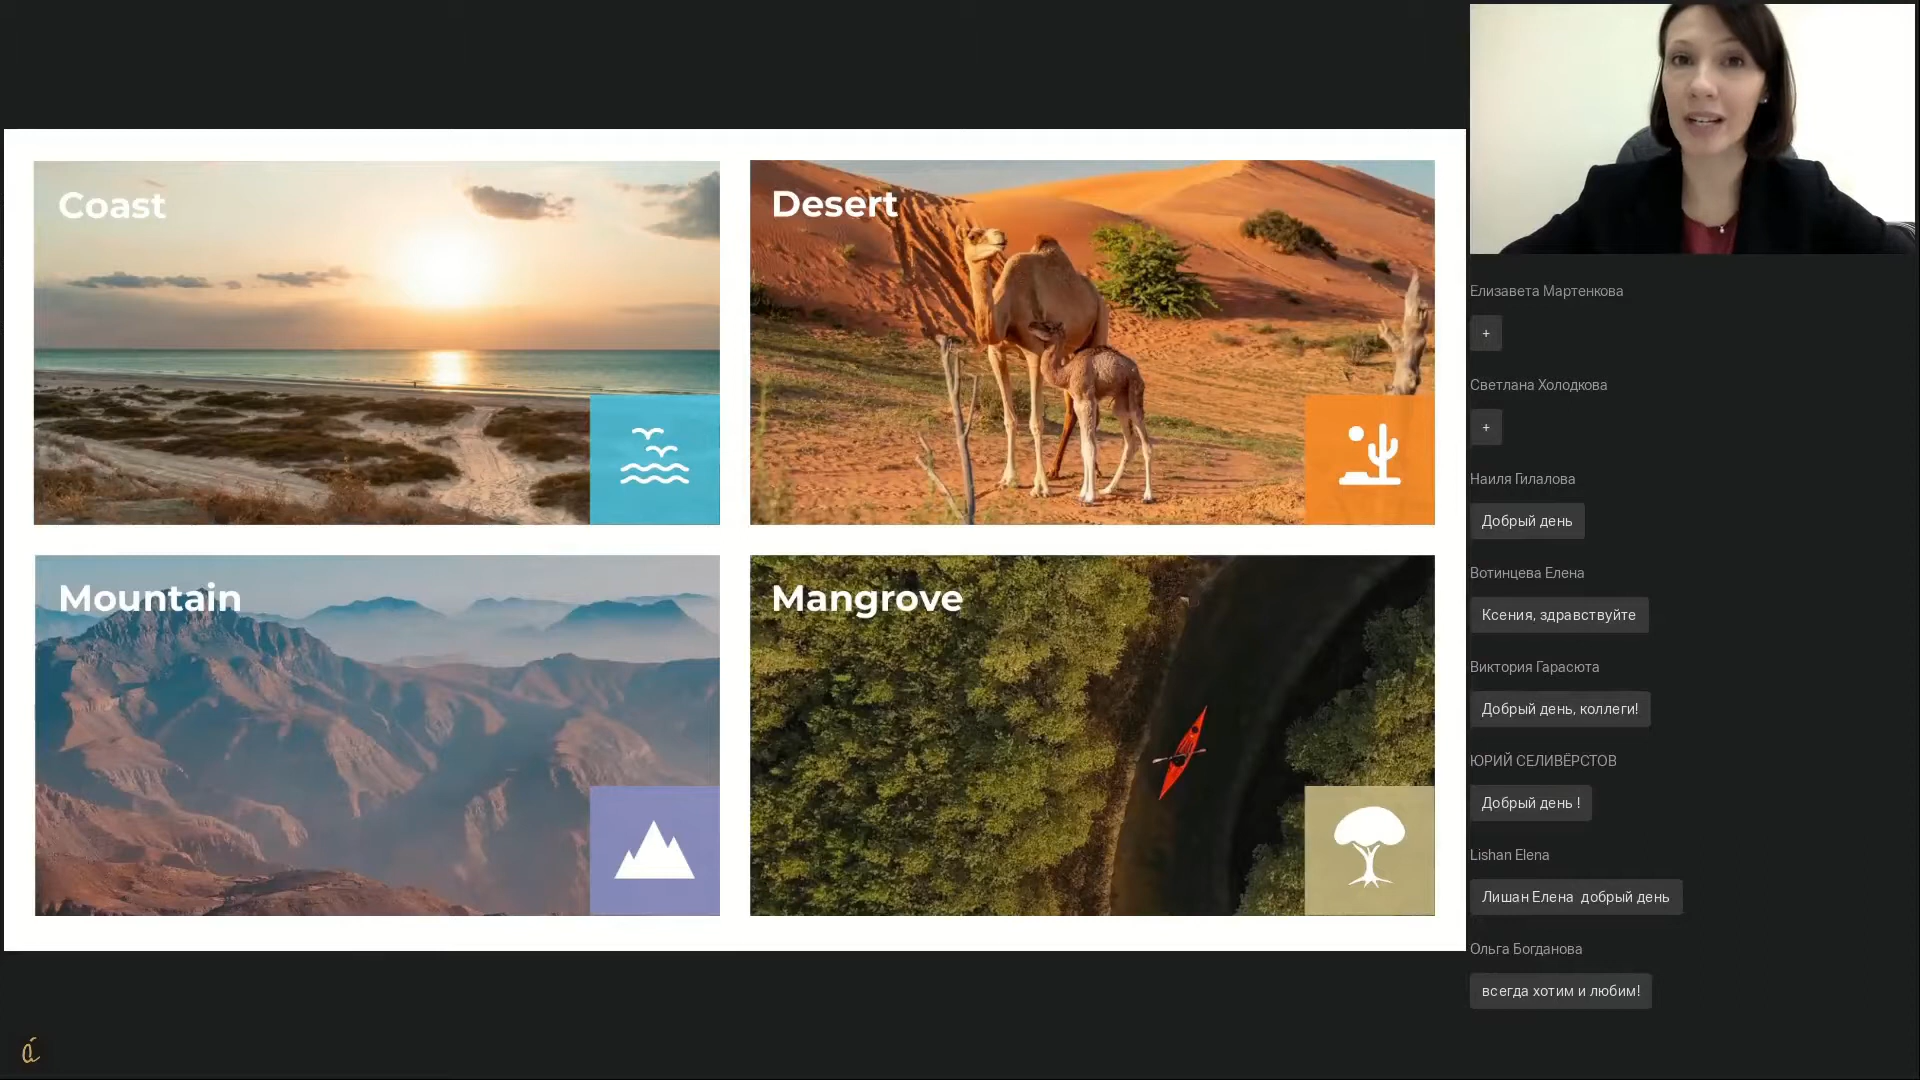 Coast
Desert
Mountain
Mangrove
Елизавета Мартенкова
+
Светлана Холодкова
+
Наиля Гилалова
Добрый день
Вотинцева Елена
Ксения, здравствуйте
Виктория Гарасюта
Добрый день, коллеги!
ЮРИЙ СЕЛИВЁРСТОВ
Добрый день !
Lishan Elena
Лишан Елена  добрый день
Ольга Богданова
всегда хотим и любим!
á